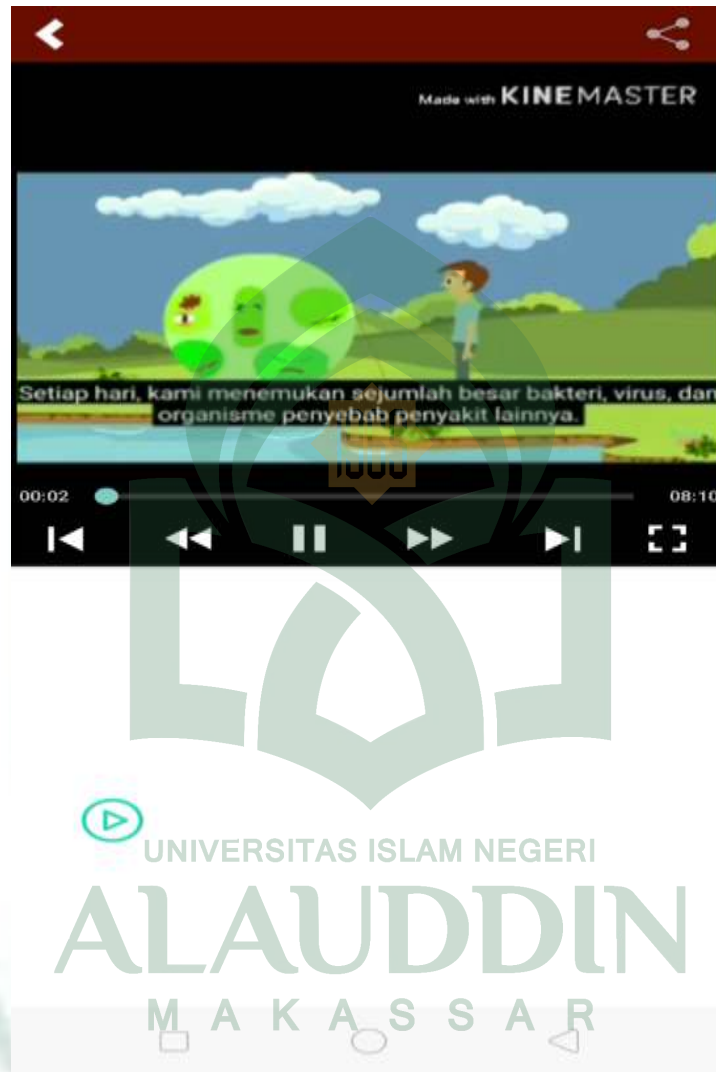 Made with KINEMASTER
Setiap hari, kami menemukan sejumlah besar bakteri, virus, dan
organisme penyebab penyakit lainnya.
00:02
08:10
UNIVERSITAS ISLAM NEGERI
ALAUDDIN
MAKASSAR